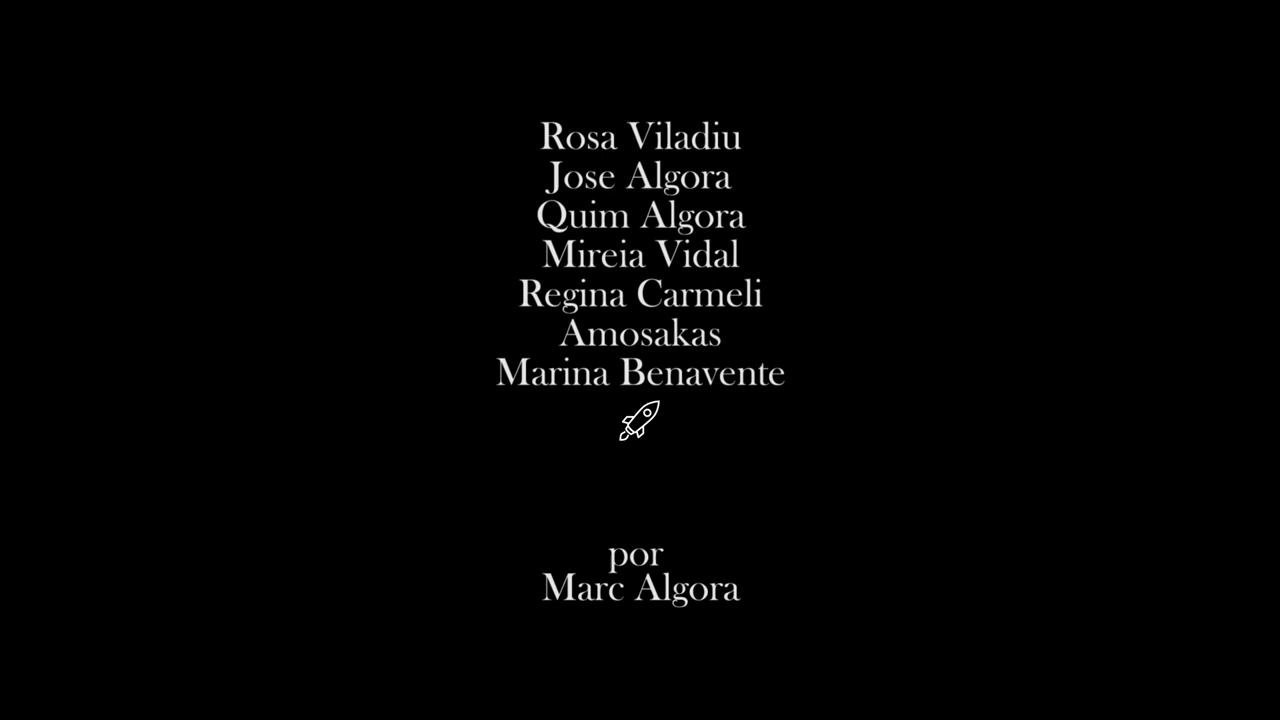 Rosa Viladiu
Jose Algora
Quim Algora
Mireia Vidal
Regina Carmeli
Amosakas
Marina Benavente
por
Marc Algora